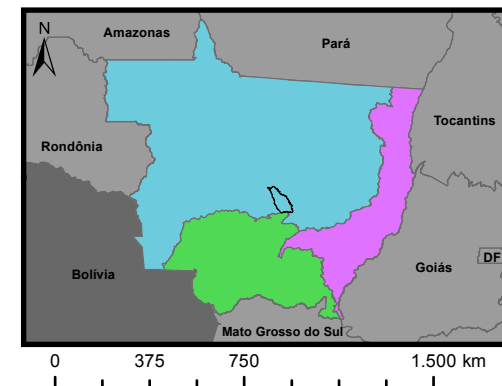 N
Amazonas
Pará
Rondônia
Tocantins
DF
Goiás
Bolívia
Mato Grosso do Sul
0 375 750 1.500 km